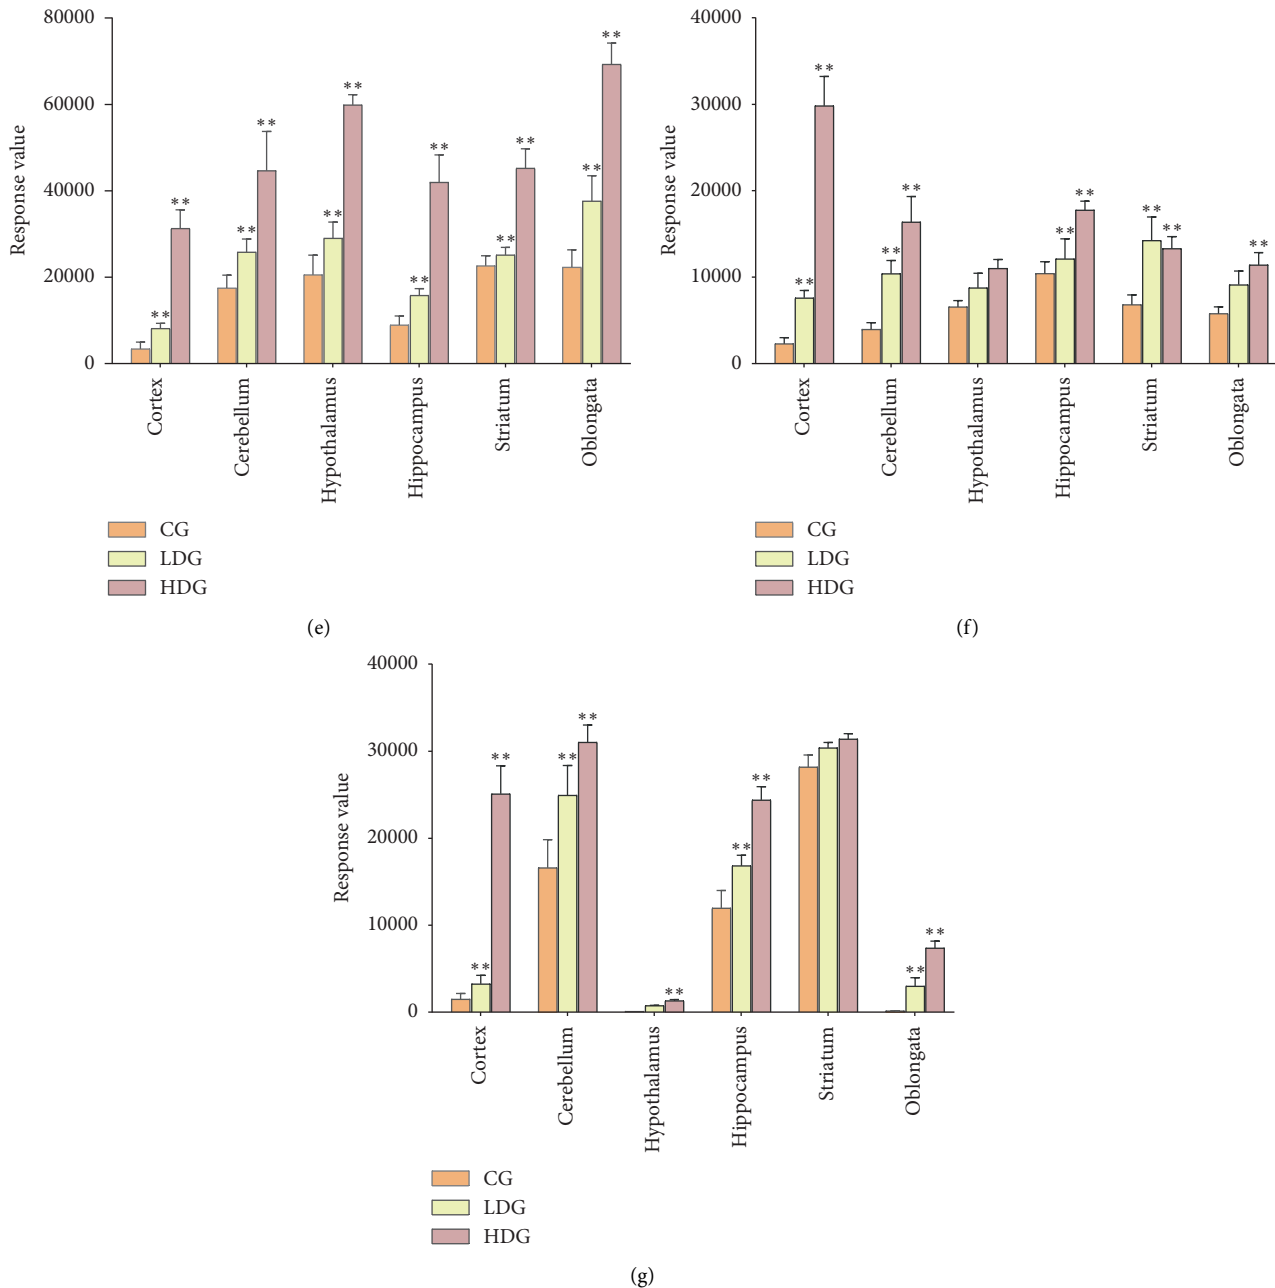 80000
60000
40000
20000
0
Response value
** ** ** ** ** ** ** ** ** ** ** **
Cortex
Cerebellum
Hypothalamus
Hippocampus
Striatum
Oblongata
CG
LDG
HDG
(e)
40000
30000
20000
10000
0
Response value
** ** ** ** ** ** ** ** **
Cortex
Cerebellum
Hypothalamus
Hippocampus
Striatum
Oblongata
CG
LDG
HDG
(f)
40000
30000
20000
10000
0
Response value
** ** ** ** ** ** ** ** **
Cortex
Cerebellum
Hypothalamus
Hippocampus
Striatum
Oblongata
CG
LDG
HDG
(g)